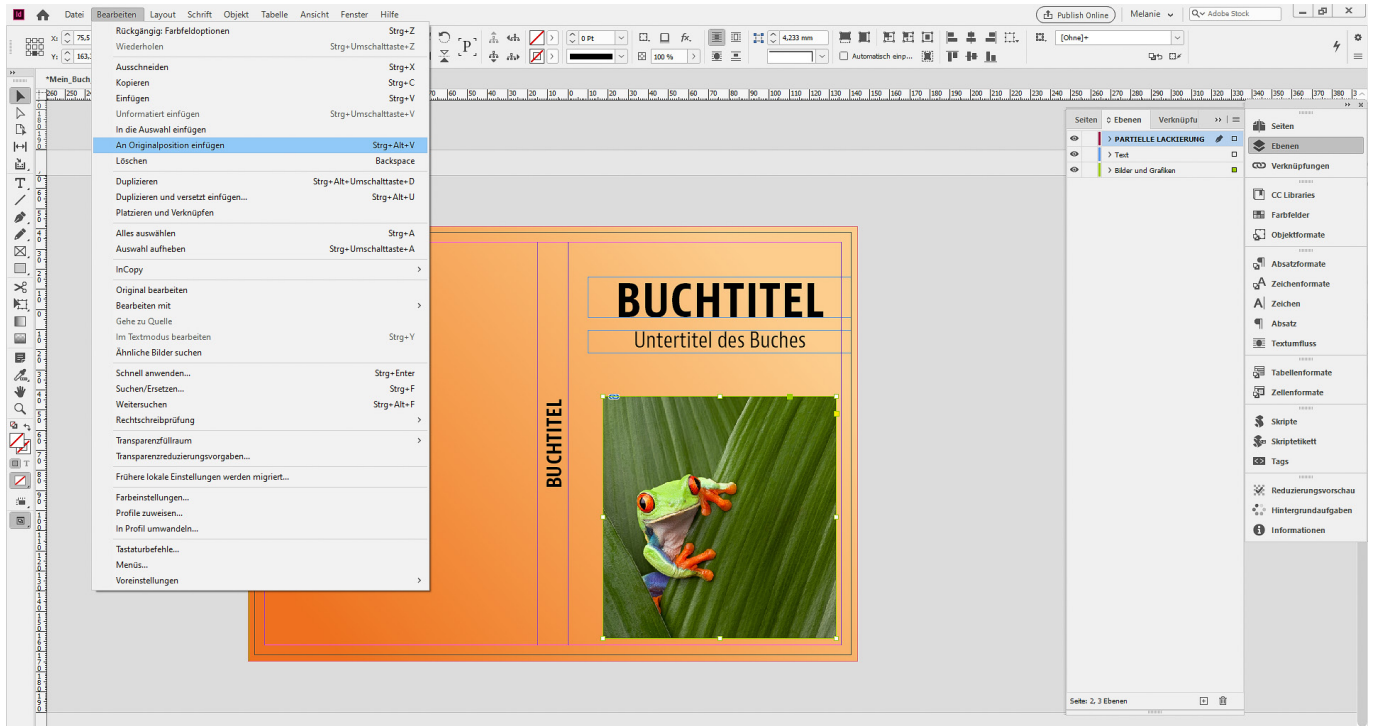 Id Datei Bearbeiten Layout Schrift Objekt Tabelle Ansicht Fenster Hilfe Publish Online Melanie Adobe Stock
X: 75,5
Y: 163,
0 Pt
100 %
4,233 mm
Automatisch einp...
[Ohne]+
*Mein_Buch
Rückgängig: Farbfeldoptionen Strg+Z
Wiederholen Strg+Umschalttaste+Z
Ausschneiden Strg+X
Kopieren Strg+C
Einfügen Strg+V
Unformatiert einfügen Strg+Umschalttaste+V
In die Auswahl einfügen
An Originalposition einfügen Strg+Alt+V
Löschen Backspace
Duplizieren Strg+Alt+Umschalttaste+D
Duplizieren und versetzt einfügen... Strg+Alt+U
Platzieren und Verknüpfen
Alles auswählen Strg+A
Auswahl aufheben Strg+Umschalttaste+A
InCopy
Original bearbeiten
Bearbeiten mit
Gehe zu Quelle
Im Textmodus bearbeiten Strg+Y
Ähnliche Bilder suchen
Schnell anwenden... Strg+Enter
Suchen/Ersetzen... Strg+F
Weitersuchen Strg+Alt+F
Rechtschreibprüfung
Transparenzfüllraum
Transparenzreduzierungsvorgaben...
Frühere lokale Einstellungen werden migriert...
Farbeinstellungen...
Profile zuweisen...
In Profil umwandeln...
Tastaturbefehle...
Menüs...
Voreinstellungen
BUCHTITEL
BUCHTITEL
Untertitel des Buches
Seiten Ebenen Verknüpfu
PARTIELLE LACKIERUNG
Text
Bilder und Grafiken
Seite: 2, 3 Ebenen
Seiten
Ebenen
Verknüpfungen
CC Libraries
Farbfelder
Objektformate
Absatzformate
Zeichenformate
Zeichen
Absatz
Textumfluss
Tabellenformate
Zellenformate
Skripte
Skriptetikett
Tags
Reduzierungsvorschau
Hintergrundaufgaben
Informationen